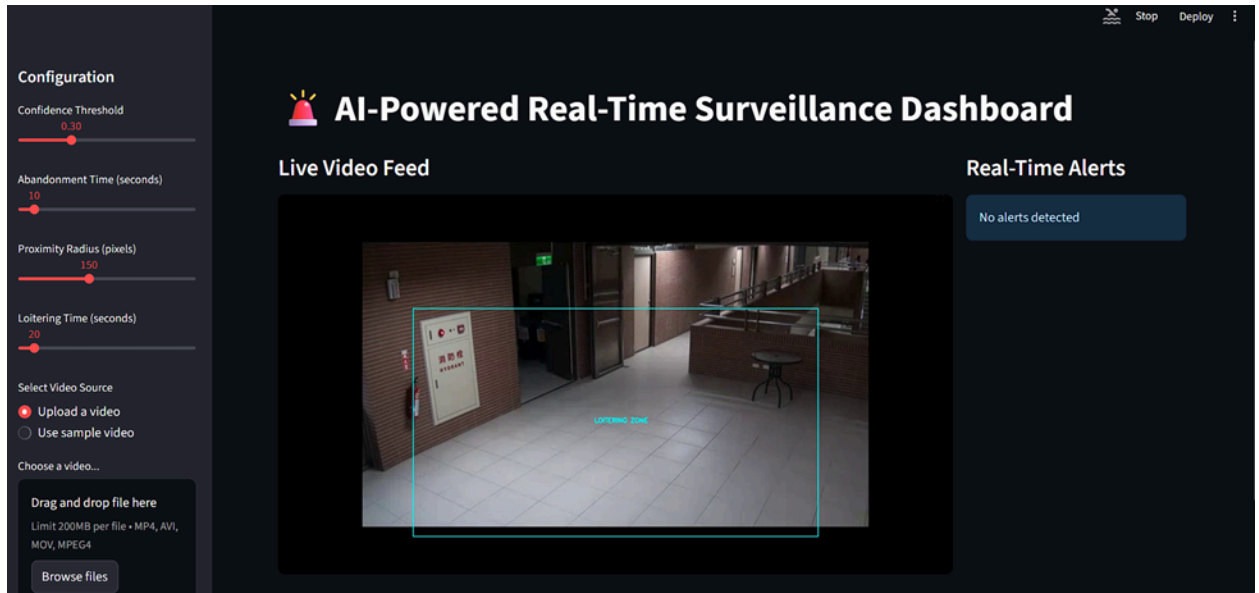 Stop
Deploy
Configuration
Confidence Threshold
0.30
Abandonment Time (seconds)
10
Proximity Radius (pixels)
150
Loitering Time (seconds)
20
Select Video Source
Upload a video
Use sample video
Choose a video...
Drag and drop file here
Limit 200MB per file • MP4, AVI,
MOV, MPEG4
Browse files
🚨 AI-Powered Real-Time Surveillance Dashboard
Live Video Feed
消防栓
HYDRANT
LOITERING ZONE
Real-Time Alerts
No alerts detected